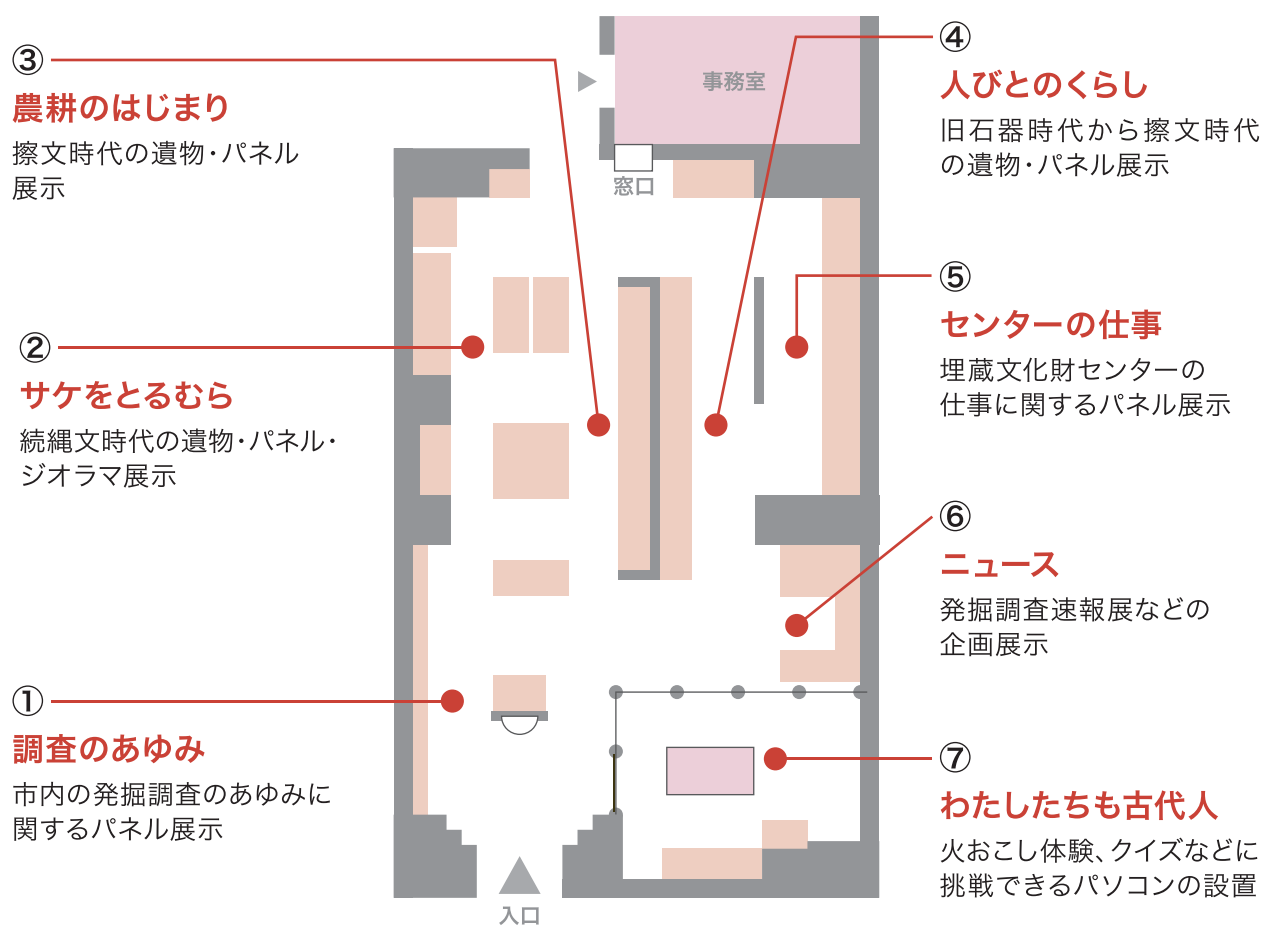 ③
農耕のはじまり
擦文時代の遺物・パネル
展示
②
サケをとるむら
続縄文時代の遺物・パネル・
ジオラマ展示
①
調査のあゆみ
市内の発掘調査のあゆみに
関するパネル展示
事務室
窓口
入口
④
人びとのくらし
旧石器時代から擦文時代
の遺物・パネル展示
⑤
センターの仕事
埋蔵文化財センターの
仕事に関するパネル展示
⑥
ニュース
発掘調査速報展などの
企画展示
⑦
わたしたちも古代人
火おこし体験、クイズなどに
挑戦できるパソコンの設置